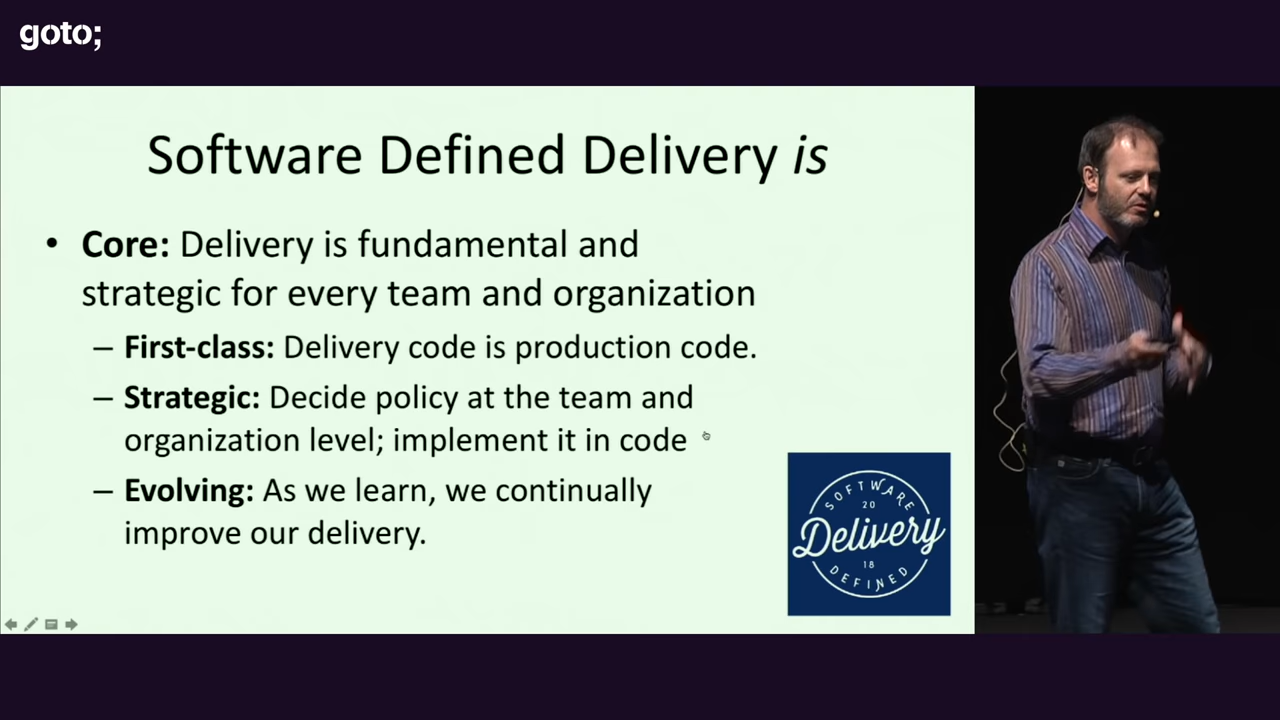 goto;
Software Defined Delivery is
• Core: Delivery is fundamental and
strategic for every team and organization
– First-class: Delivery code is production code.
– Strategic: Decide policy at the team and
organization level; implement it in code
– Evolving: As we learn, we continually
improve our delivery.
SOFTWARE
20
Delivery
18
DEFINED